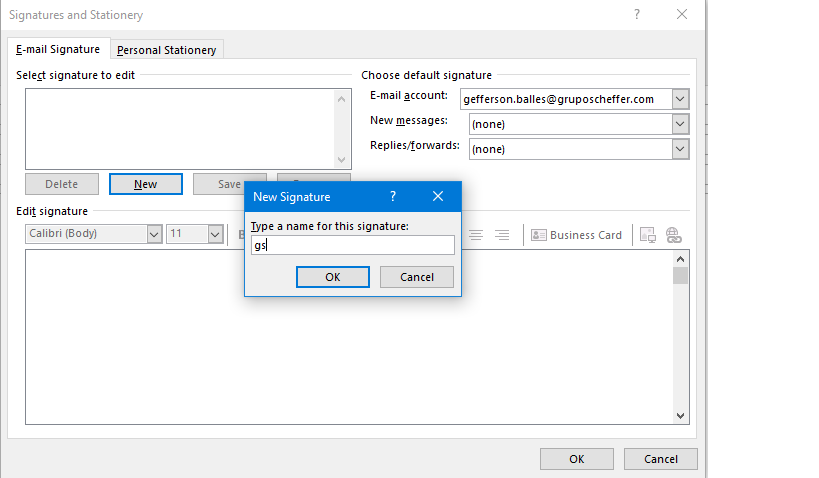 Signatures and Stationery ?
E-mail Signature Personal Stationery
Select signature to edit
Choose default signature
E-mail account: gefferson.balles@gruposcheffer.com
New messages: (none)
Replies/forwards: (none)
Delete New Save
Edit signature
Calibri (Body) 11 B
Business Card
New Signature ?
Type a name for this signature:
gs
OK Cancel
OK Cancel